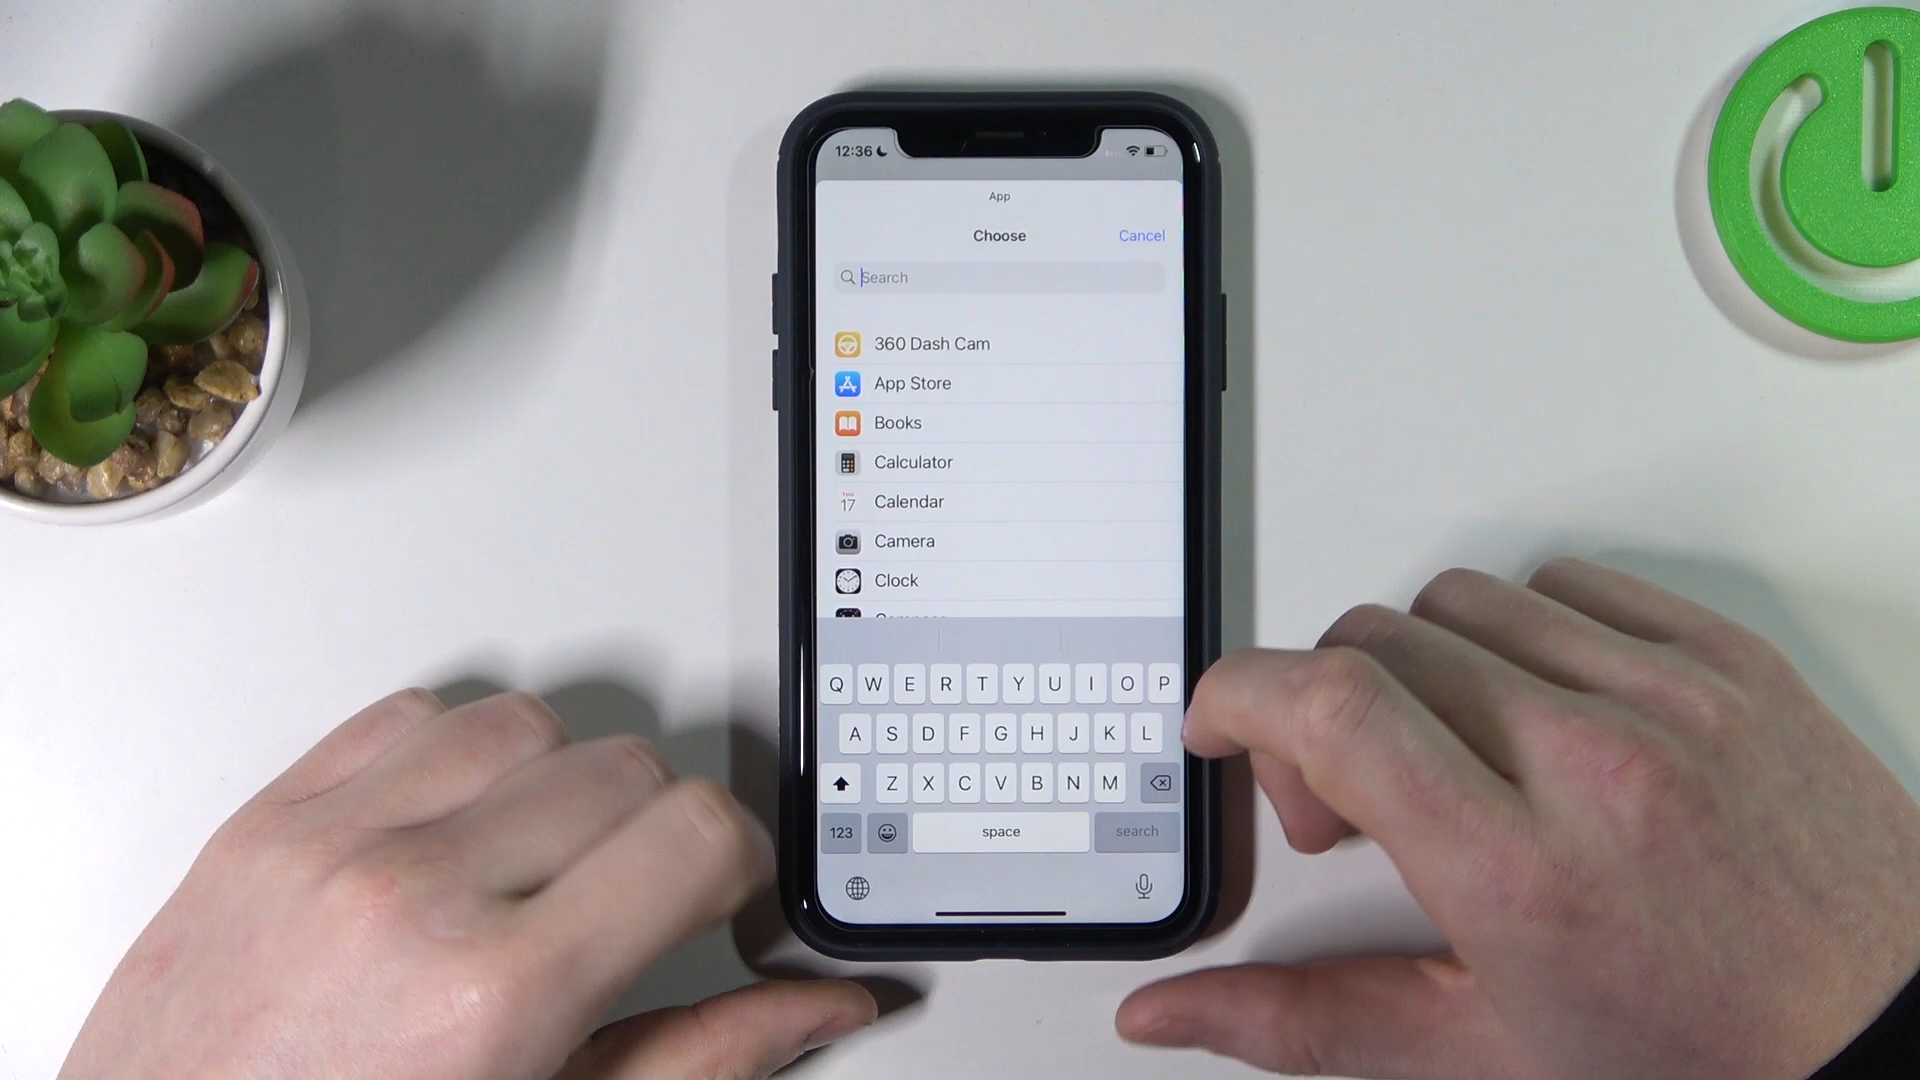 12:36
App
Choose
Cancel
Search
360 Dash Cam
App Store
Books
Calculator
17
Calendar
Camera
Clock
Q W E R T Y U I O P
A S D F G H J K L
Z X C V B N M
123
space
search